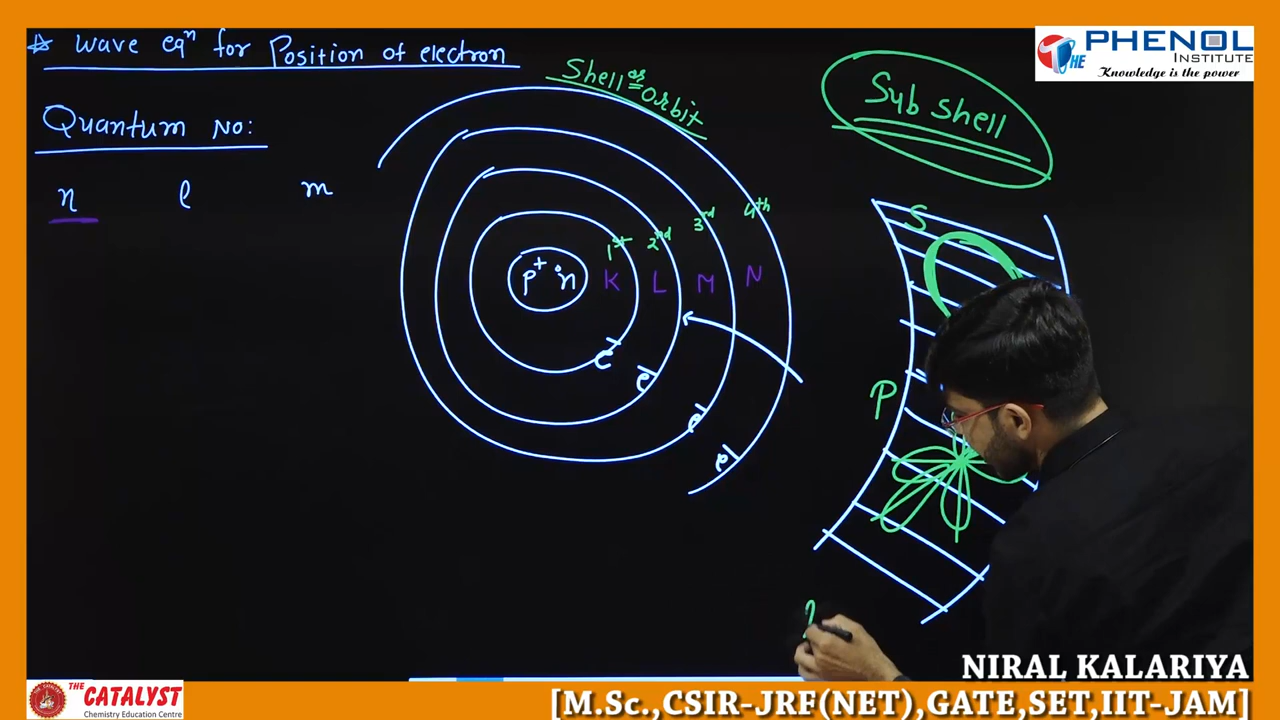 ☆ Wave eqⁿ for Position of electron
Quantum No:
n l m
Shell or Orbit
Sub shell
1st 2nd 3rd 4th
P+ n
K L M N
e
e
e
e
S
P
THE PHENOL
INSTITUTE
Knowledge is the power
THE CATALYST
Chemistry Education Centre
NIRAL KALARIYA
[M.Sc.,CSIR-JRF(NET),GATE,SET,IIT-JAM]